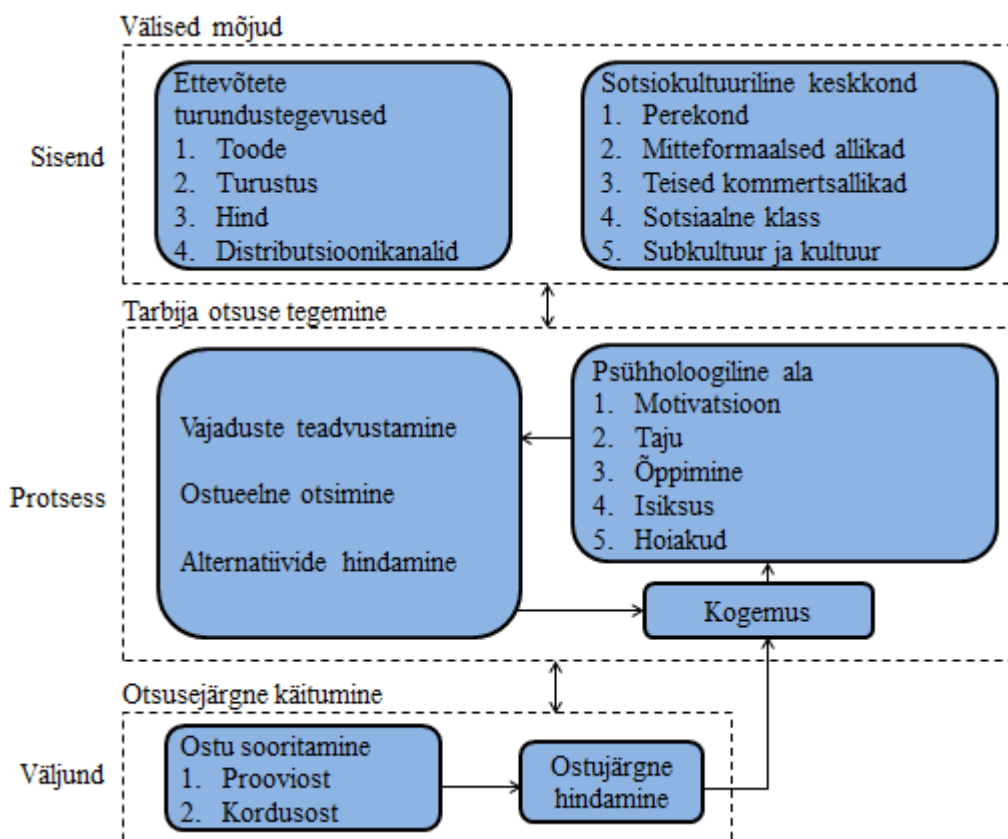 Välised mõjud
Sisend
Ettevõtete
turundustegevused
1. Toode
2. Turustus
3. Hind
4. Distributsioonikanalid
Sotsiokultuuriline keskkond
1. Perekond
2. Mitteformaalsed allikad
3. Teised kommertsallikad
4. Sotsiaalne klass
5. Subkultuur ja kultuur
Tarbija otsuse tegemine
Protsess
Vajaduste teadvustamine
Ostueelne otsimine
Alternatiivide hindamine
Psühholoogiline ala
1. Motivatsioon
2. Taju
3. Õppimine
4. Isiksus
5. Hoiakud
Kogemus
Otsusejärgne käitumine
Väljund
Ostu sooritamine
1. Prooviost
2. Kordusost
Ostujärgne
hindamine